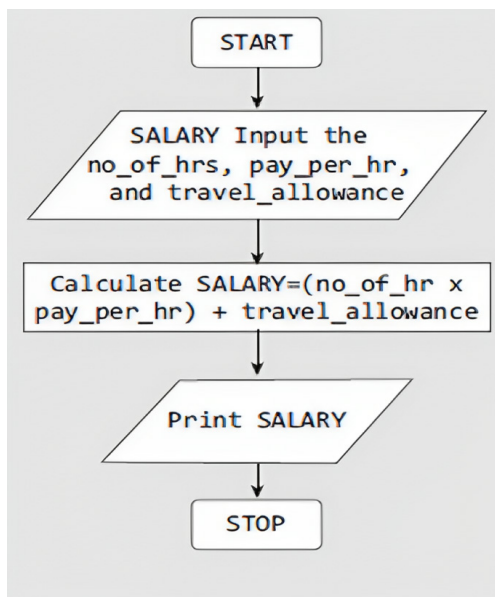 START
SALARY Input the
no_of_hrs, pay_per_hr,
and travel_allowance
Calculate SALARY=(no_of_hr x
pay_per_hr) + travel_allowance
Print SALARY
STOP